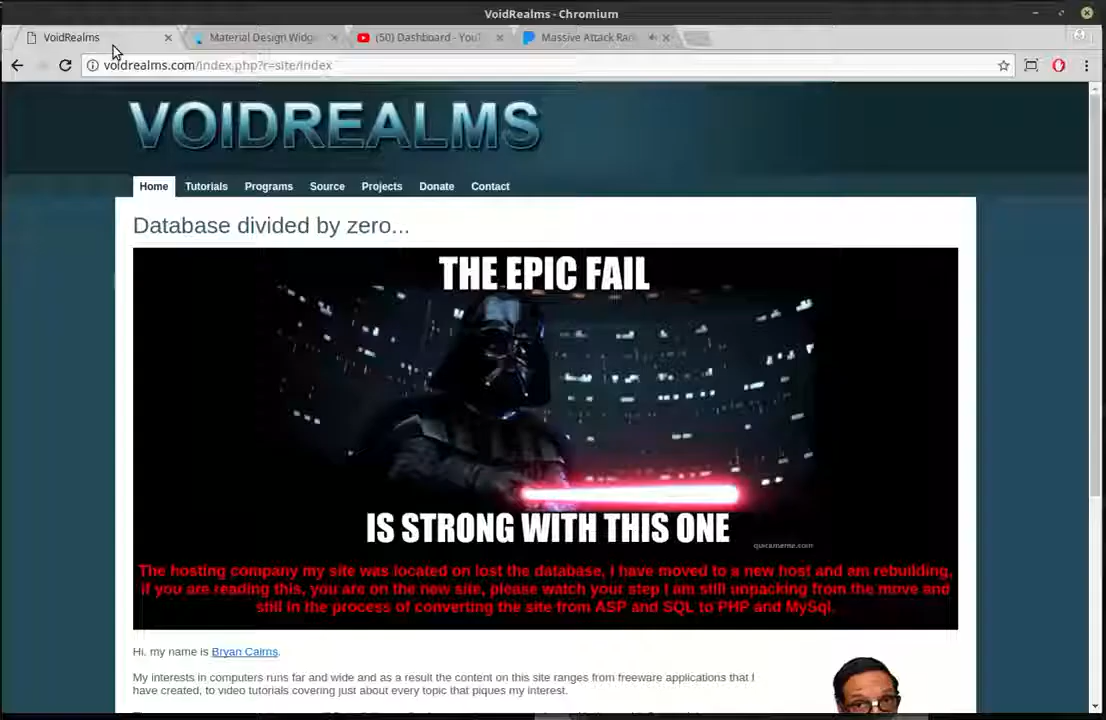 VoidRealms - Chromium
VoidRealms
Material Design Widg
(50) Dashboard - YouT
Massive Attack Rad
voidrealms.com/index.php?r=site/index
VOIDREALMS
Home Tutorials Programs Source Projects Donate Contact
Database divided by zero...
THE EPIC FAIL
IS STRONG WITH THIS ONE
quickmeme.com
The hosting company my site was located on lost the database, I have moved to a new host and am rebuilding,
if you are reading this, you are on the new site, please watch your step I am still unpacking from the move and
still in the process of converting the site from ASP and SQL to PHP and MySql.
Hi, my name is Bryan Cairns.
My interests in computers runs far and wide and as a result the content on this site ranges from freeware applications that I
have created, to video tutorials covering just about every topic that piques my interest.